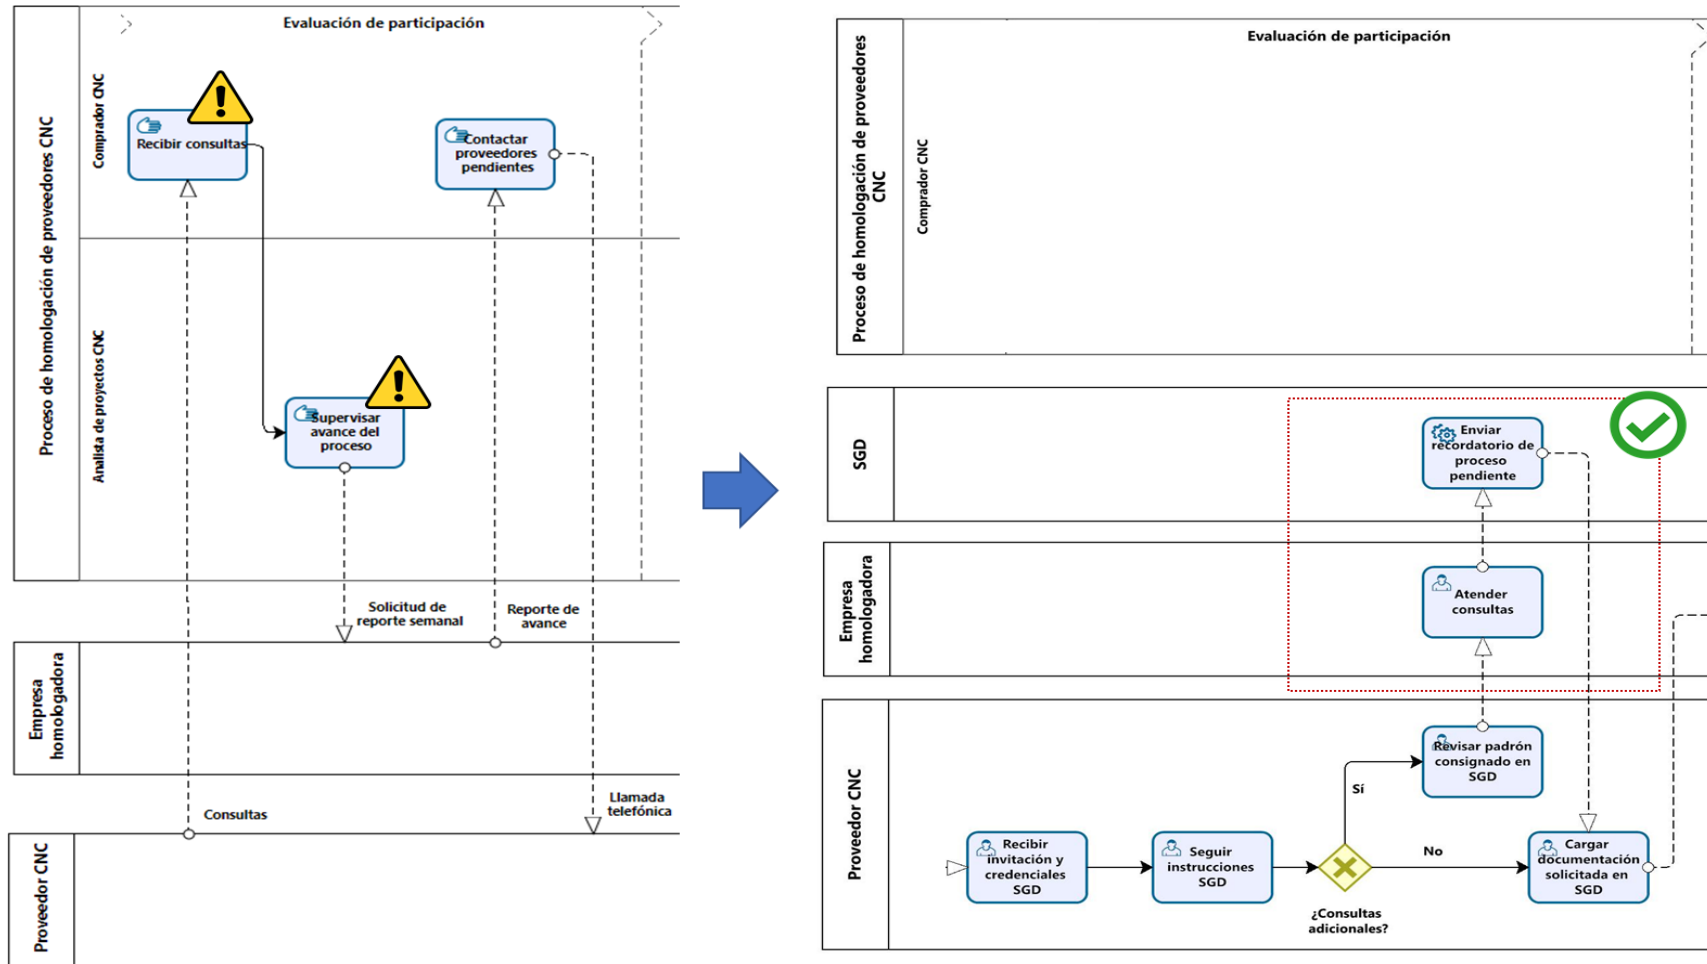 Evaluación de participación
Proceso de homologación de proveedores CNC
Comprador CNC
Recibir consultas
Contactar
proveedores
pendientes
Analista de proyectos CNC
Supervisar
avance del
proceso
Solicitud de
reporte semanal
Reporte de
avance
Empresa
homologadora
Consultas
Llamada
telefónica
Proveedor CNC
Evaluación de participación
Proceso de homologación de proveedores
CNC
Comprador CNC
SGD
Enviar
recordatorio de
proceso
pendiente
Empresa
homologadora
Atender
consultas
Proveedor CNC
Revisar padrón
consignado en
SGD
Sí
Recibir
invitación y
credenciales
SGD
Seguir
instrucciones
SGD
No
Cargar
documentación
solicitada en
SGD
¿Consultas
adicionales?